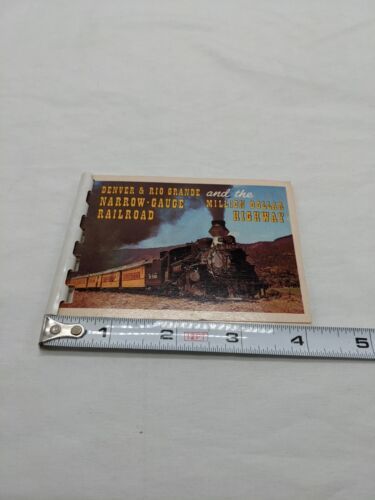 DENVER & RIO GRANDE and the
NARROW-GAUGE MILLION DOLLAR
RAILROAD HIGHWAY
1 2 3 4 5